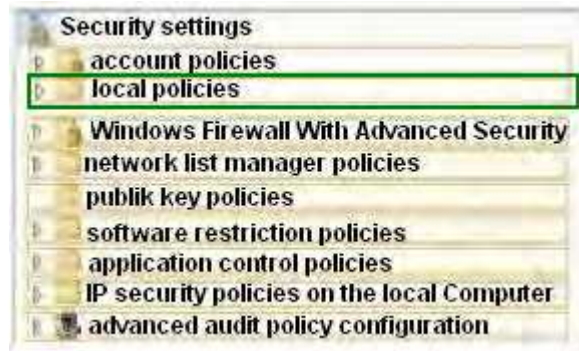 Security settings
account policies
local policies
Windows Firewall With Advanced Security
network list manager policies
publik key policies
software restriction policies
application control policies
IP security policies on the local Computer
advanced audit policy configuration